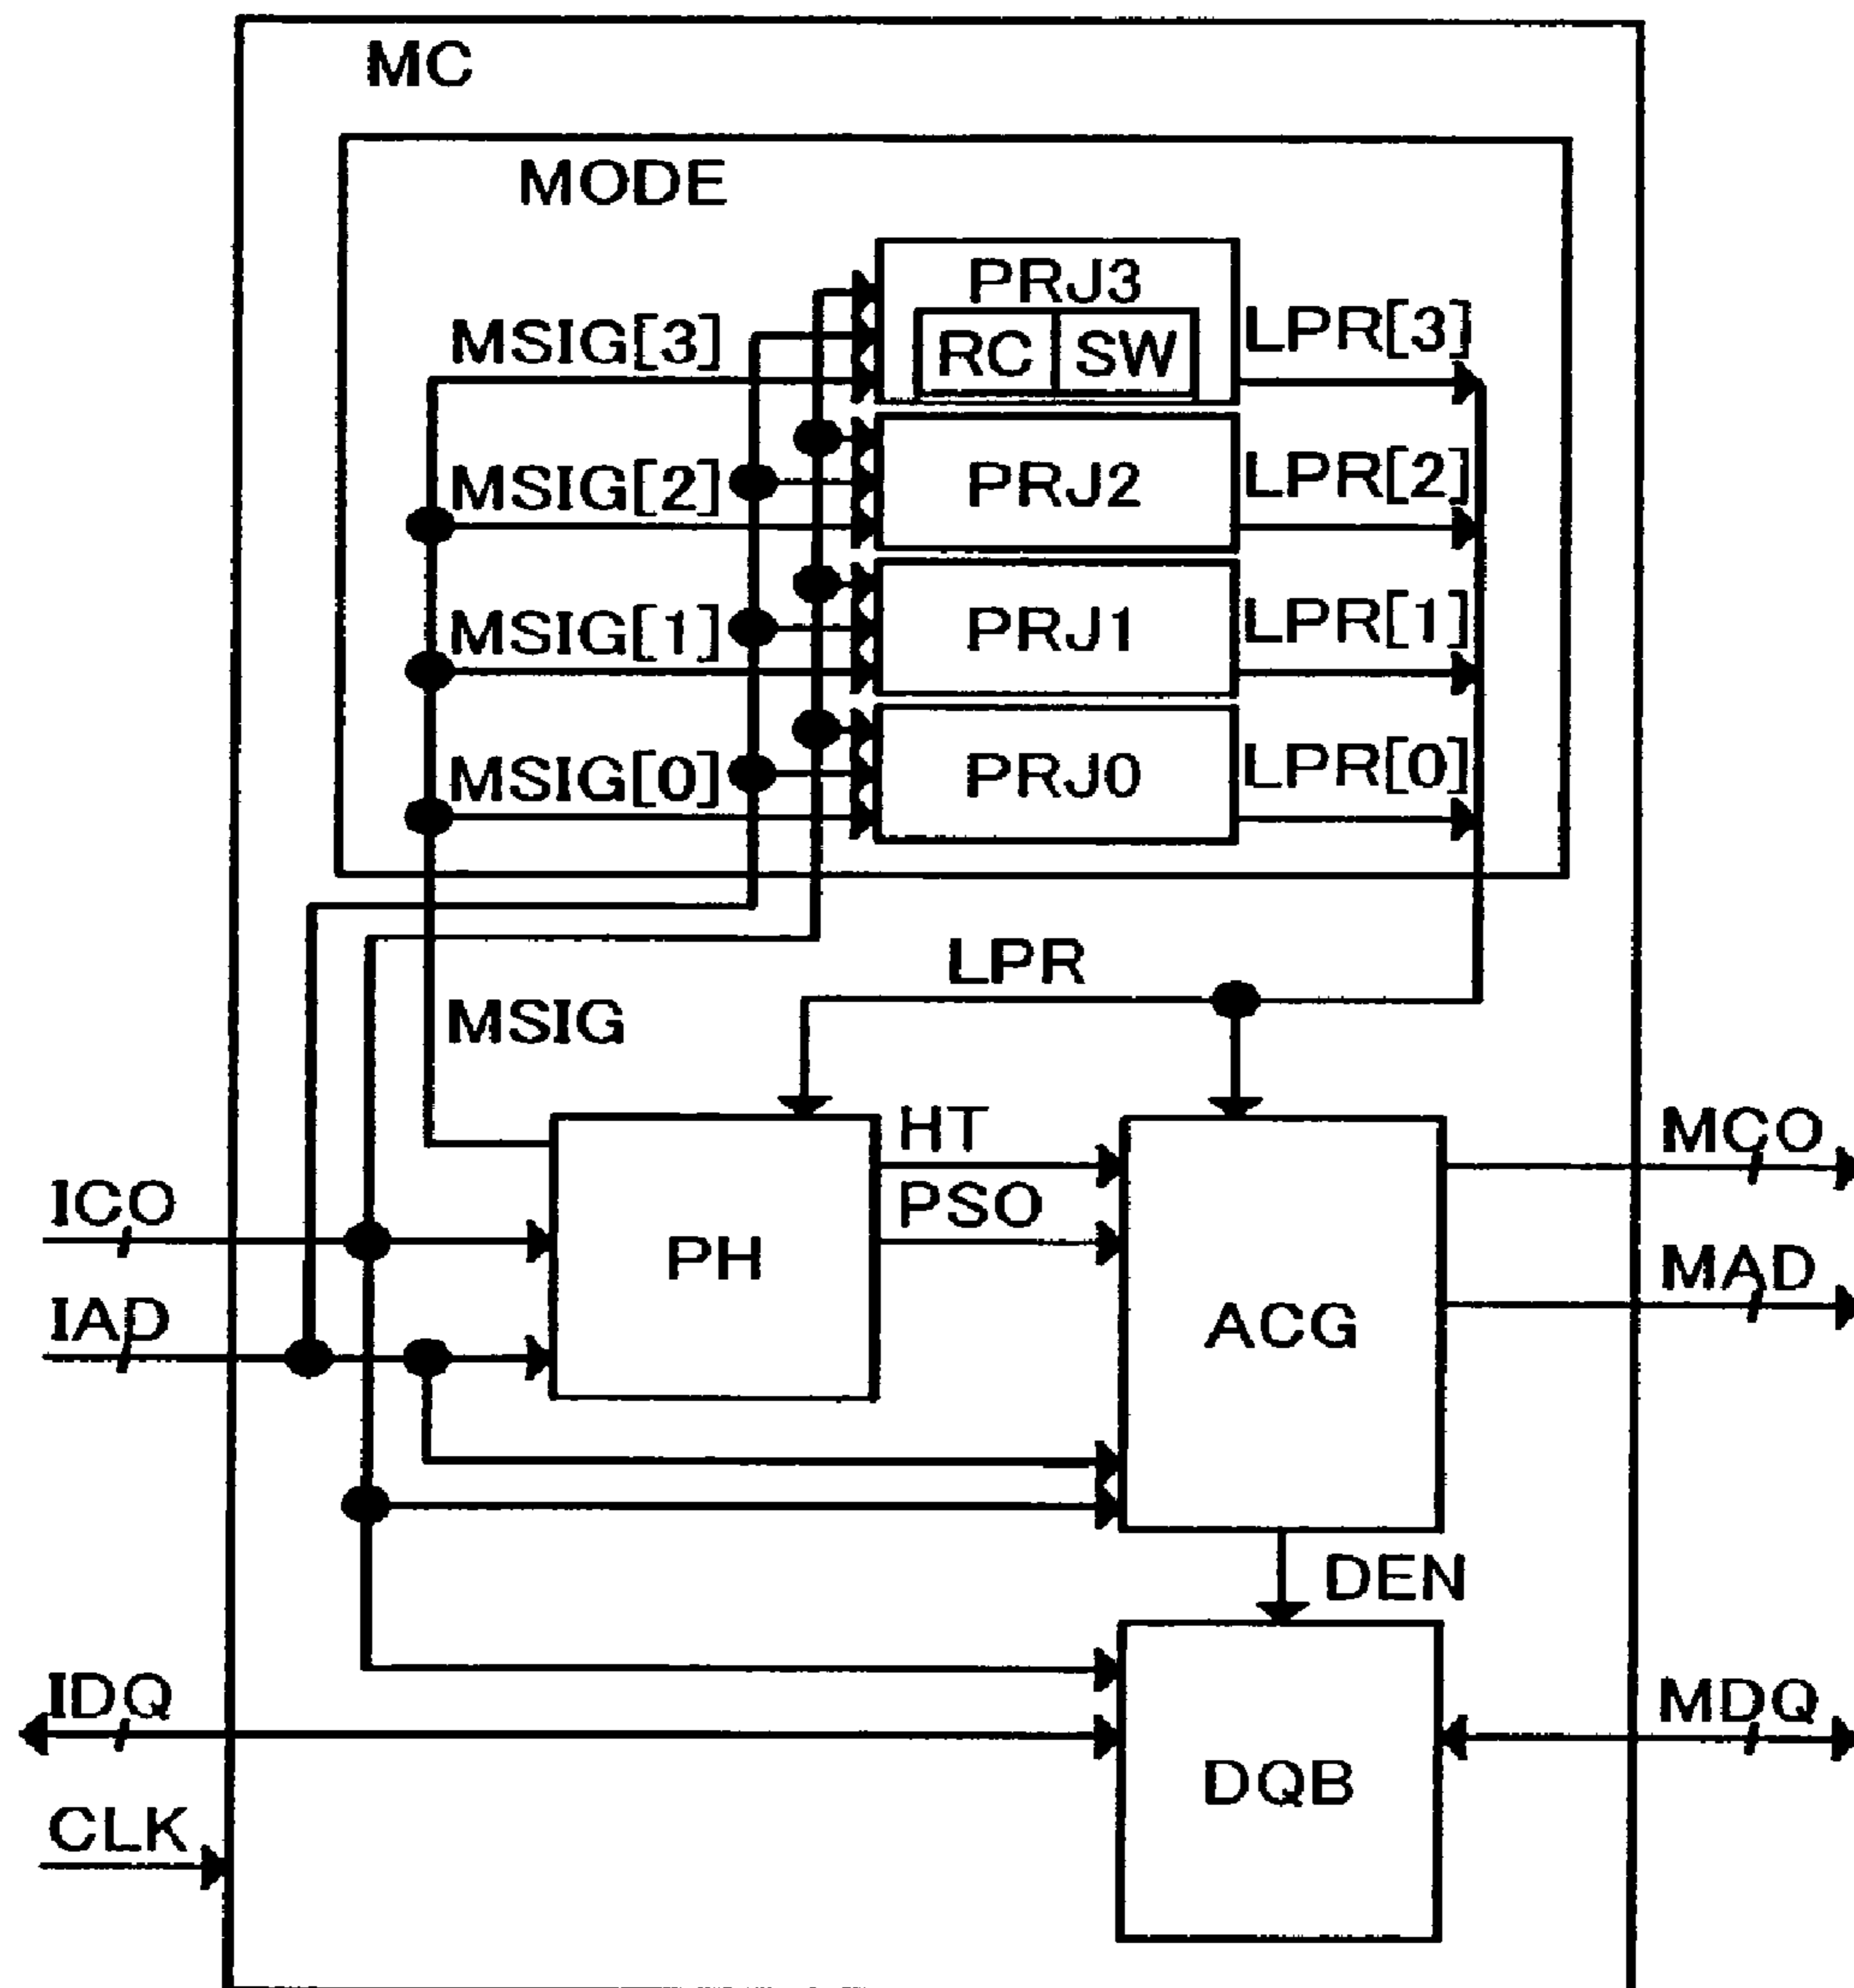 MC
MODE
PRJ3
MSIG[3]
RC SW
LPR[3]
MSIG[2]
PRJ2
LPR[2]
MSIG[1]
PRJ1
LPR[1]
MSIG[0]
PRJ0
LPR[0]
LPR
MSIG
HT
MCO
ICO
PSO
PH
MAD
IAD
ACG
DEN
IDQ
MDQ
DQB
CLK